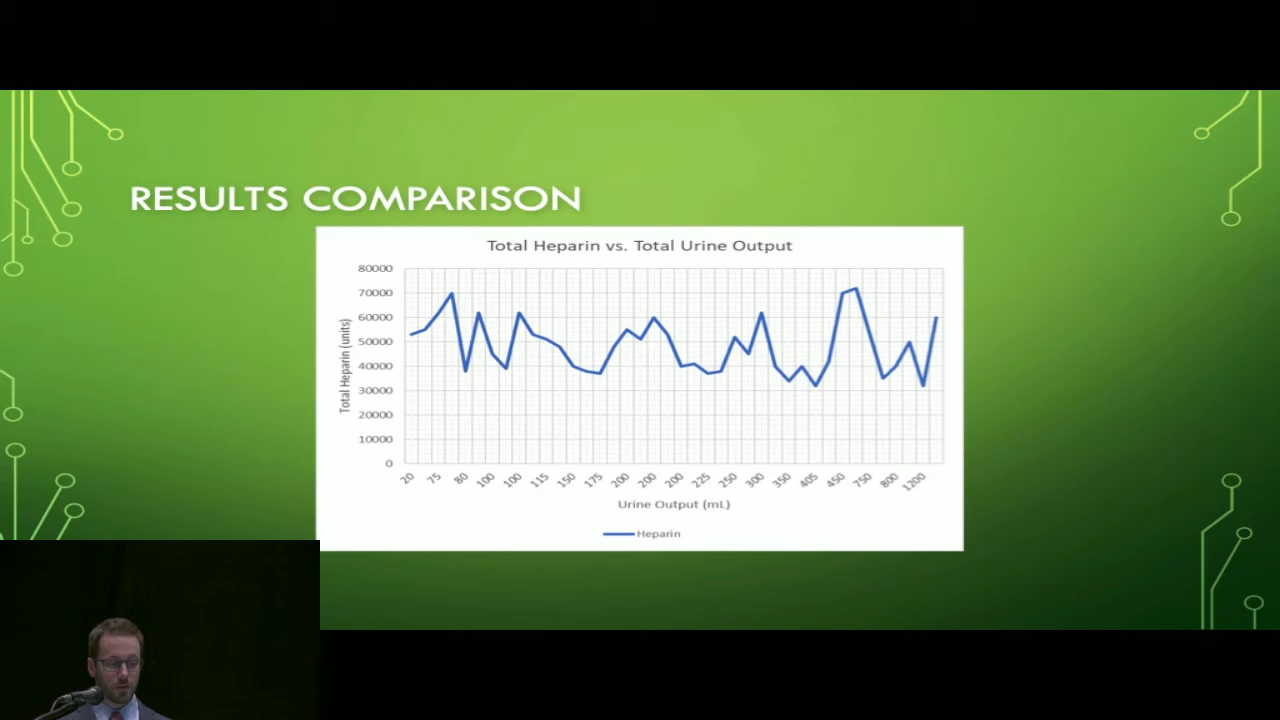 RESULTS COMPARISON
Total Heparin vs. Total Urine Output
80000
70000
60000
50000
40000
30000
20000
10000
0
Total Heparin (units)
20 75 80 100 100 115 150 175 200 200 200 225 250 300 350 405 450 750 800 1200
Urine Output (mL)
Heparin